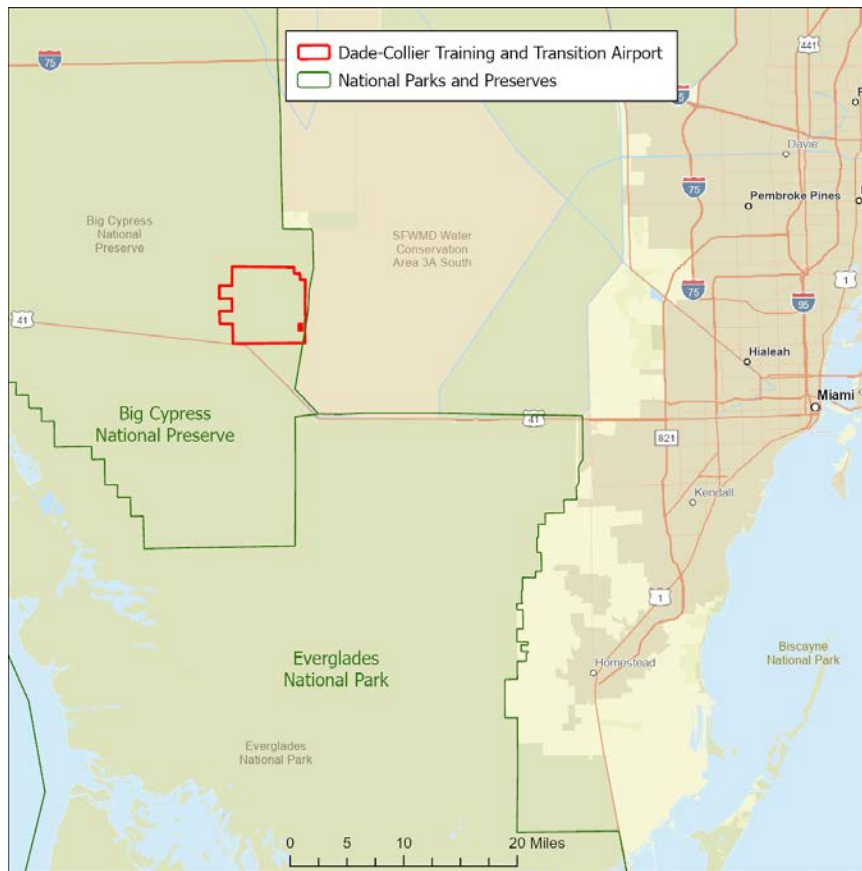 Dade-Collier Training and Transition Airport
National Parks and Preserves
441
75
75
Davie
Pembroke Pines
Big Cypress
National
Preserve
SFWMD Water
Conservation
Area 3A South
75
1
95
41
Hialeah
Miami
Big Cypress
National Preserve
41
821
Kendall
1
Biscayne
National Park
Everglades
National Park
Homestead
Everglades
National Park
0
5
10
20 Miles